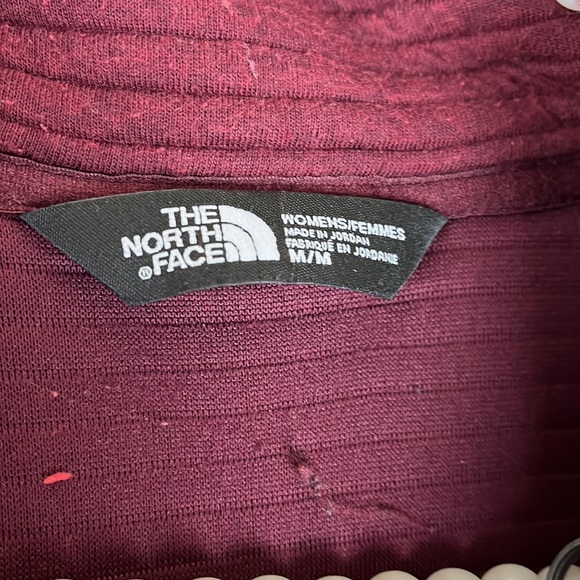 THE
NORTH
FACE
WOMENS/FEMMES
MADE IN JORDAN
FABRIQUÉ EN JORDANIE
M/M